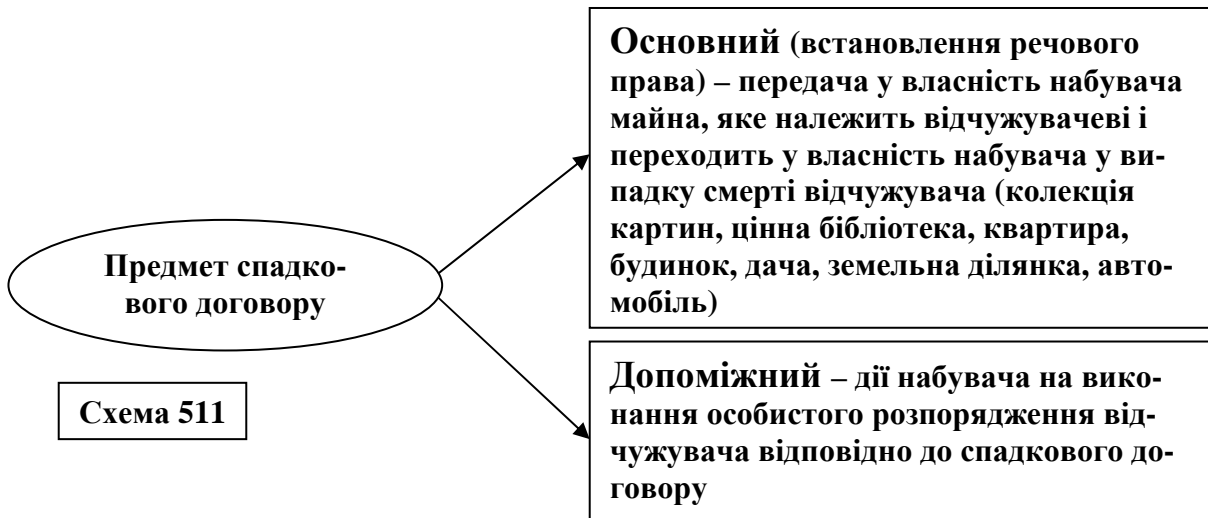 Основний (встановлення речового
права) – передача у власність набувача
майна, яке належить відчужувачеві і
переходить у власність набувача у ви-
падку смерті відчужувача (колекція
картин, цінна бібліотека, квартира,
будинок, дача, земельна ділянка, авто-
мобіль)
Предмет спадко-
вого договору
Допоміжний – дії набувача на вико-
нання особистого розпорядження від-
чужувача відповідно до спадкового до-
говору
Схема 511